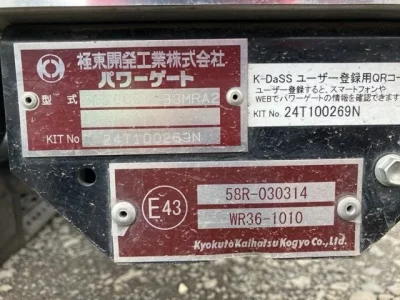 極東開発工業株式会社
パワーゲート
型式
KIT No 24T100269N
K-DaSS ユーザー登録用QRコー
ユーザー登録すると、スマートフォンや
WEBでパワーゲートの情報を確認できます
KIT No. 24T100269N
E43
58R-030314
WR36-1010
Kyokuto Kaihatsu Kogyo Co., Ltd.